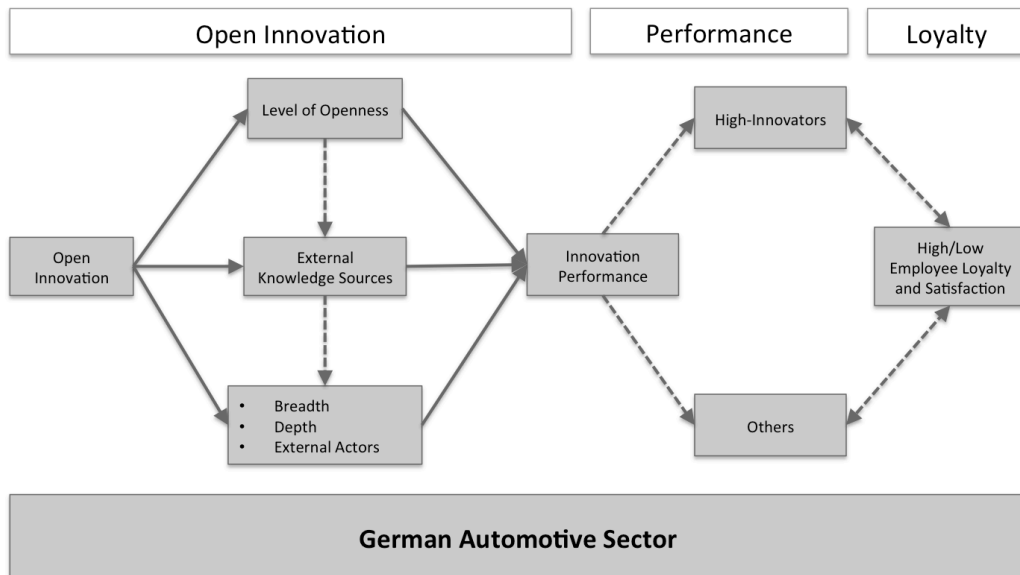 Open Innovation
Performance
Loyalty
Level of Openness
High-Innovators
Open
Innovation
External
Knowledge Sources
Innovation
Performance
High/Low
Employee Loyalty
and Satisfaction
• Breadth
• Depth
• External Actors
Others
German Automotive Sector